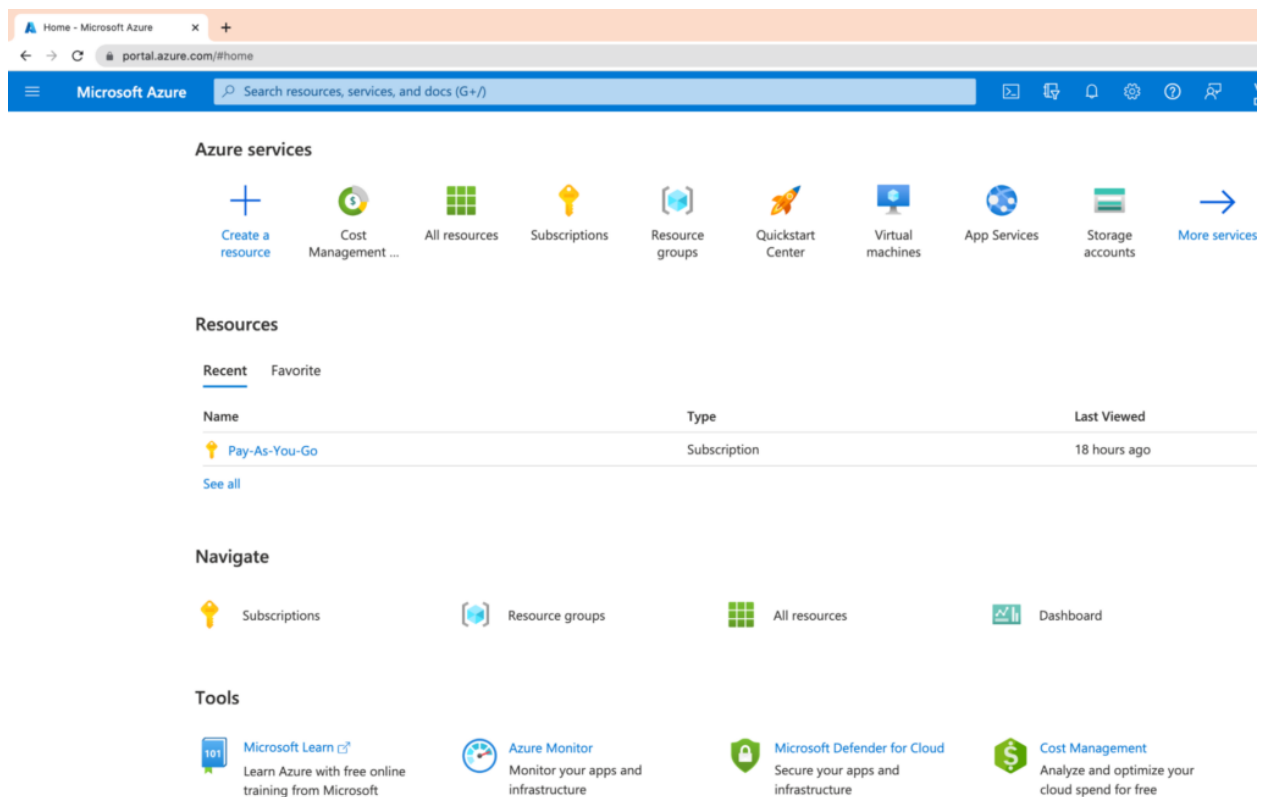 Home - Microsoft Azure
portal.azure.com/#home
Microsoft Azure
Search resources, services, and docs (G+/)
Azure services
Create a resource
Cost Management ...
All resources
Subscriptions
Resource groups
Quickstart Center
Virtual machines
App Services
Storage accounts
More services
Resources
Recent Favorite
Name Type Last Viewed
Pay-As-You-Go Subscription 18 hours ago
See all
Navigate
Subscriptions Resource groups All resources Dashboard
Tools
101
Microsoft Learn
Learn Azure with free online
training from Microsoft
Azure Monitor
Monitor your apps and
infrastructure
Microsoft Defender for Cloud
Secure your apps and
infrastructure
Cost Management
Analyze and optimize your
cloud spend for free